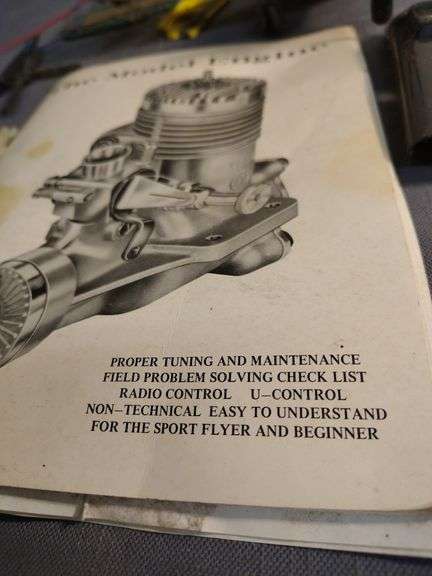 The Model Engine
PROPER TUNING AND MAINTENANCE
FIELD PROBLEM SOLVING CHECK LIST
RADIO CONTROL U-CONTROL
NON-TECHNICAL EASY TO UNDERSTAND
FOR THE SPORT FLYER AND BEGINNER